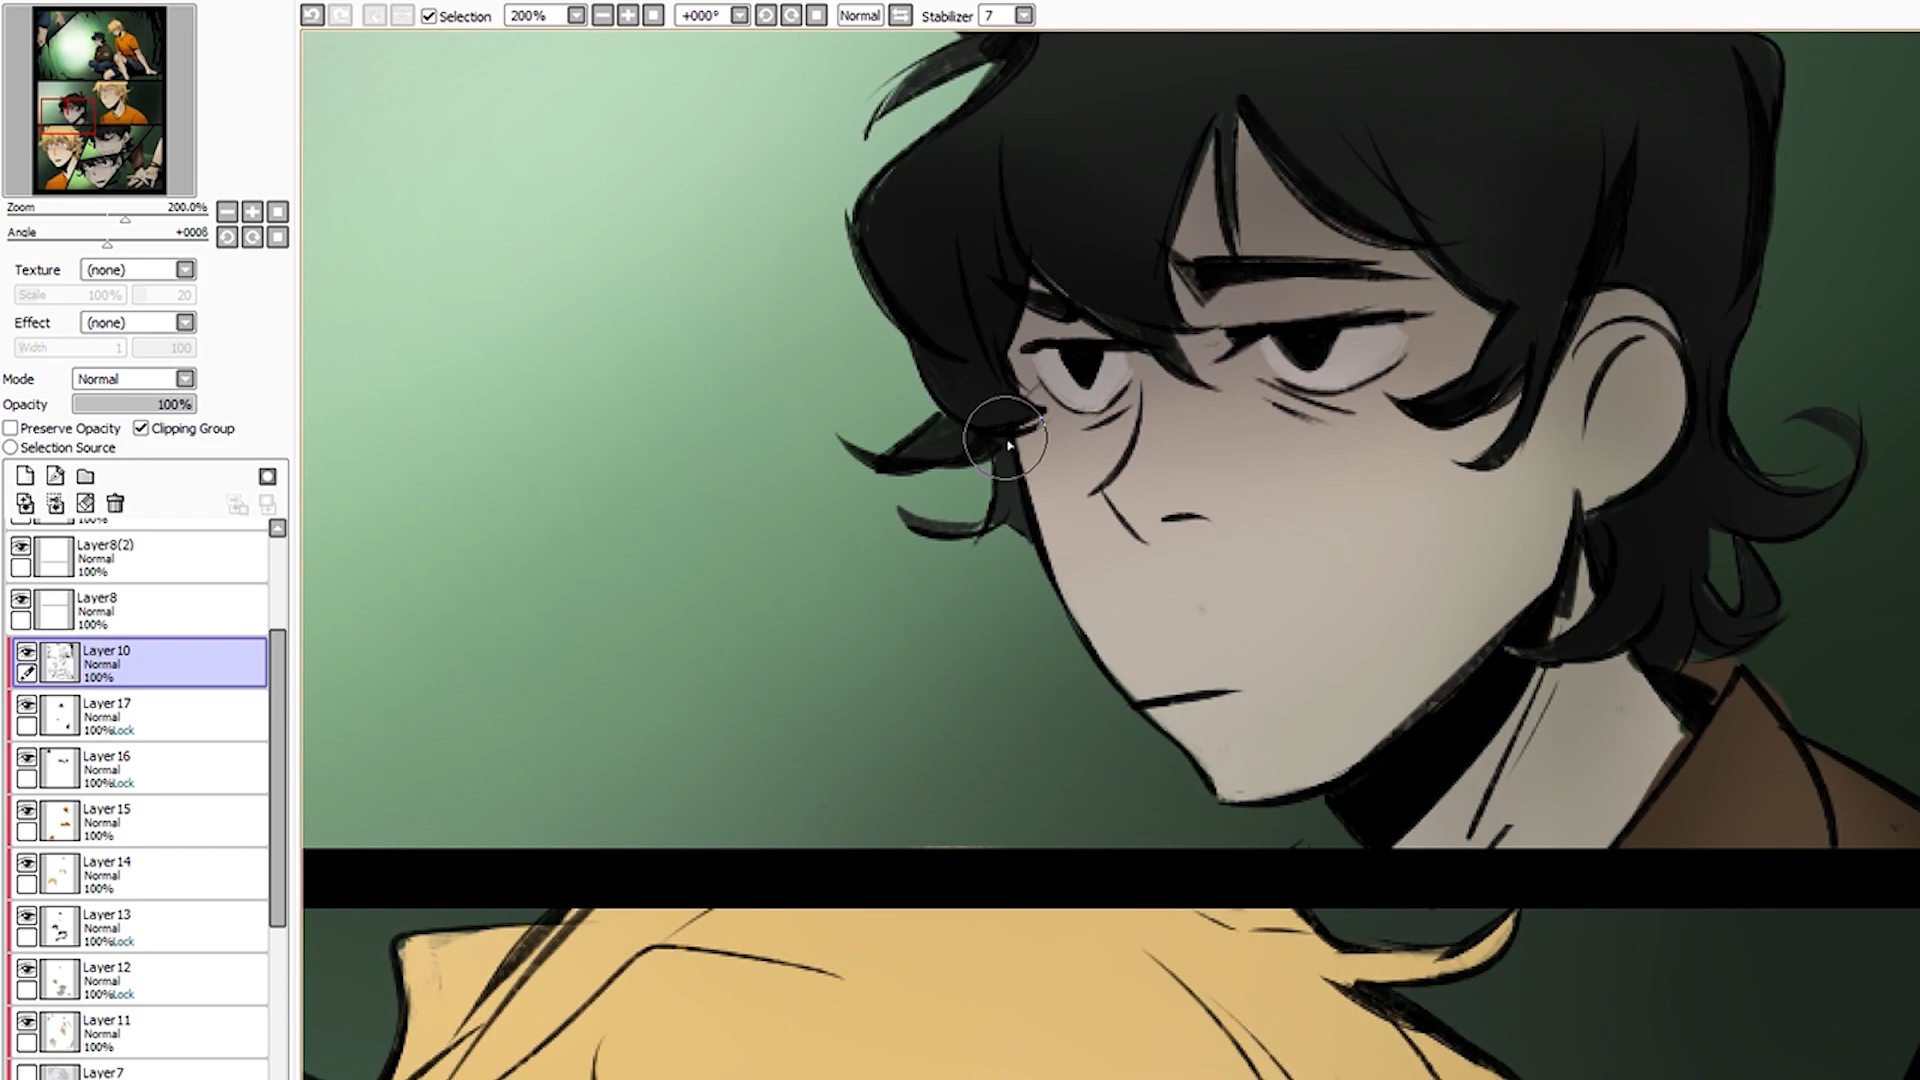 Selection 200% +000° Normal Stabilizer 7
Zoom 200.0%
Angle +000ß
Texture (none)
Scale 100% 20
Effect (none)
Width 1 100
Mode Normal
Opacity 100%
Preserve Opacity Clipping Group
Selection Source
100%
Layer8(2)
Normal
100%
Layer8
Normal
100%
Layer10
Normal
100%
Layer17
Normal
100%Lock
Layer16
Normal
100%Lock
Layer15
Normal
100%
Layer14
Normal
100%
Layer13
Normal
100%Lock
Layer12
Normal
100%Lock
Layer11
Normal
100%
Layer7